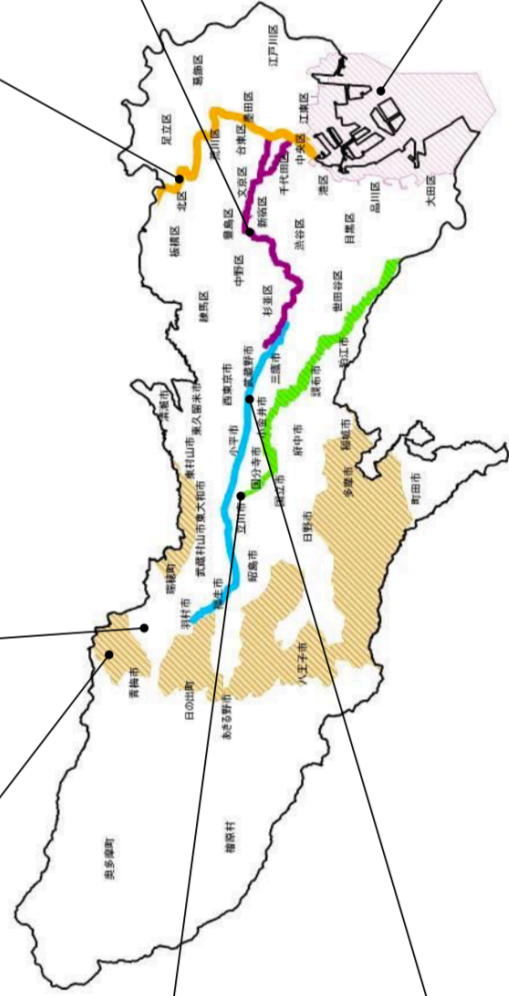 江戸川区
葛飾区
足立区
墨田区
江東区
荒川区
台東区
中央区
北区
文京区
千代田区
港区
板橋区
豊島区
新宿区
品川区
大田区
渋谷区
目黒区
中野区
練馬区
杉並区
世田谷区
狛江市
武蔵野市
三鷹市
西東京市
調布市
清瀬市
東久留米市
小金井市
小平市
府中市
稲城市
東村山市
国分寺市
国立市
多摩市
町田市
武蔵村山市
東大和市
立川市
日野市
瑞穂町
昭島市
羽村市
福生市
八王子市
青梅市
日の出町
あきる野市
奥多摩町
檜原村